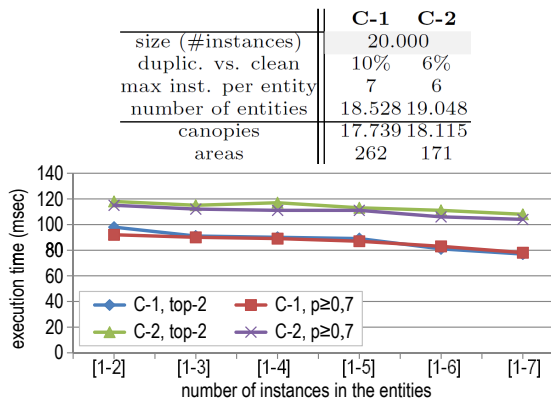 C-1 C-2
size (#instances) 20.000
duplic. vs. clean 10% 6%
max inst. per entity 7 6
number of entities 18.528 19.048
canopies 17.739 18.115
areas 262 171
execution time (msec)
140
120
100
80
60
40
20
0
C-1, top-2 C-1, p≥0,7
C-2, top-2 C-2, p≥0,7
[1-2] [1-3] [1-4] [1-5] [1-6] [1-7]
number of instances in the entities